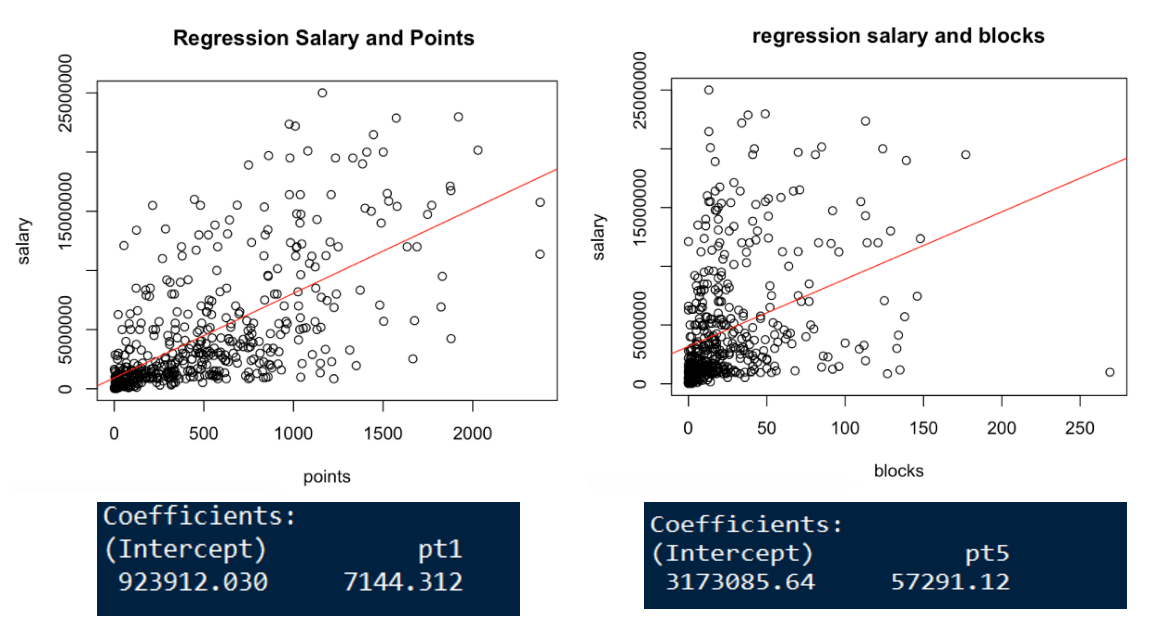 Regression Salary and Points
25000000
15000000
5000000
0
salary
0 500 1000 1500 2000
points
Coefficients:
(Intercept) pt1
923912.030 7144.312
regression salary and blocks
25000000
15000000
5000000
0
salary
0 50 100 150 200 250
blocks
Coefficients:
(Intercept) pt5
3173085.64 57291.12